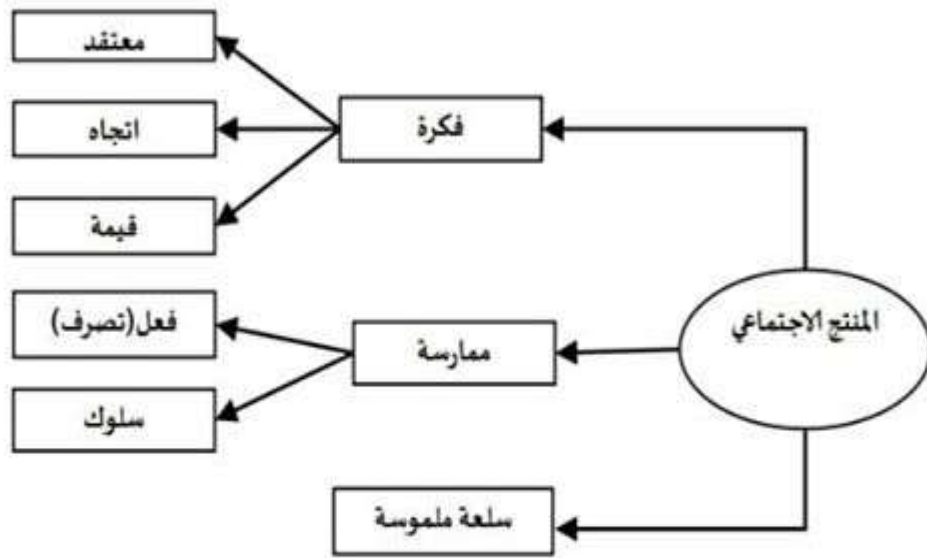 معتقد
فكرة
اتجاه
قيمة
المنتج الاجتماعي
فعل(تصرف)
ممارسة
سلوك
سلعة ملموسة